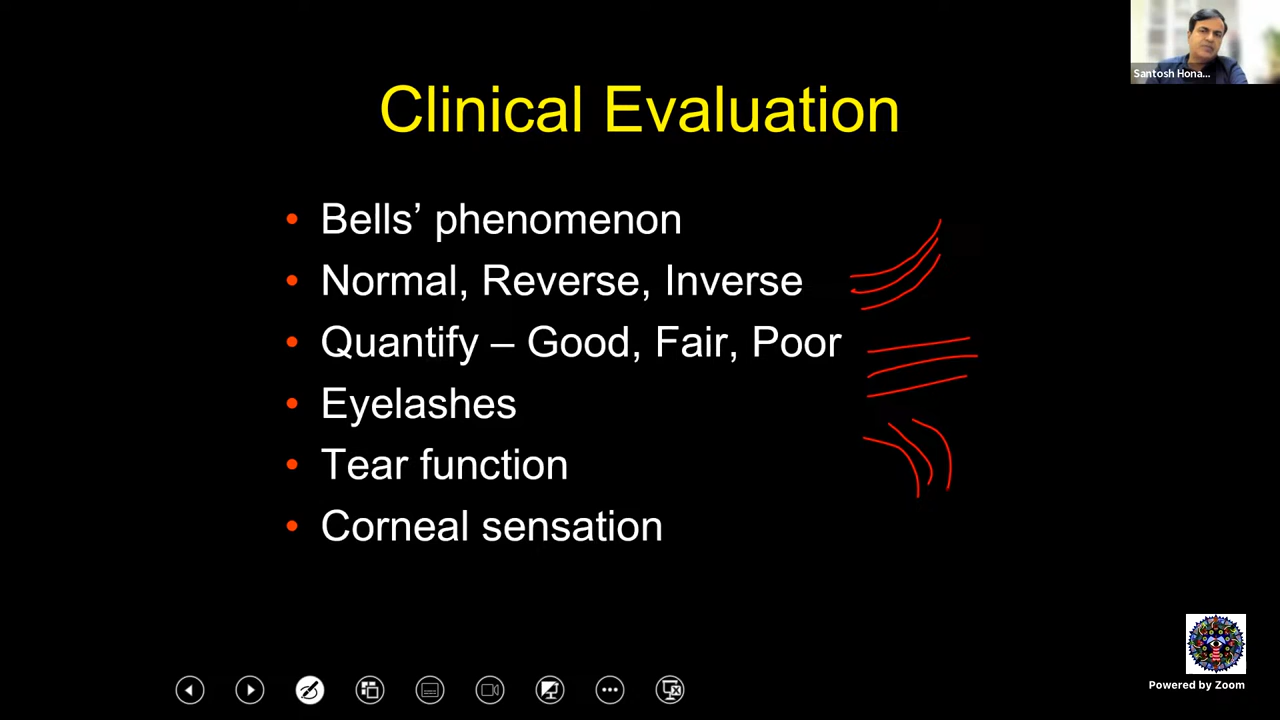 Santosh Hona...
Clinical Evaluation
• Bells’ phenomenon
• Normal, Reverse, Inverse
• Quantify – Good, Fair, Poor
• Eyelashes
• Tear function
• Corneal sensation
Powered by Zoom